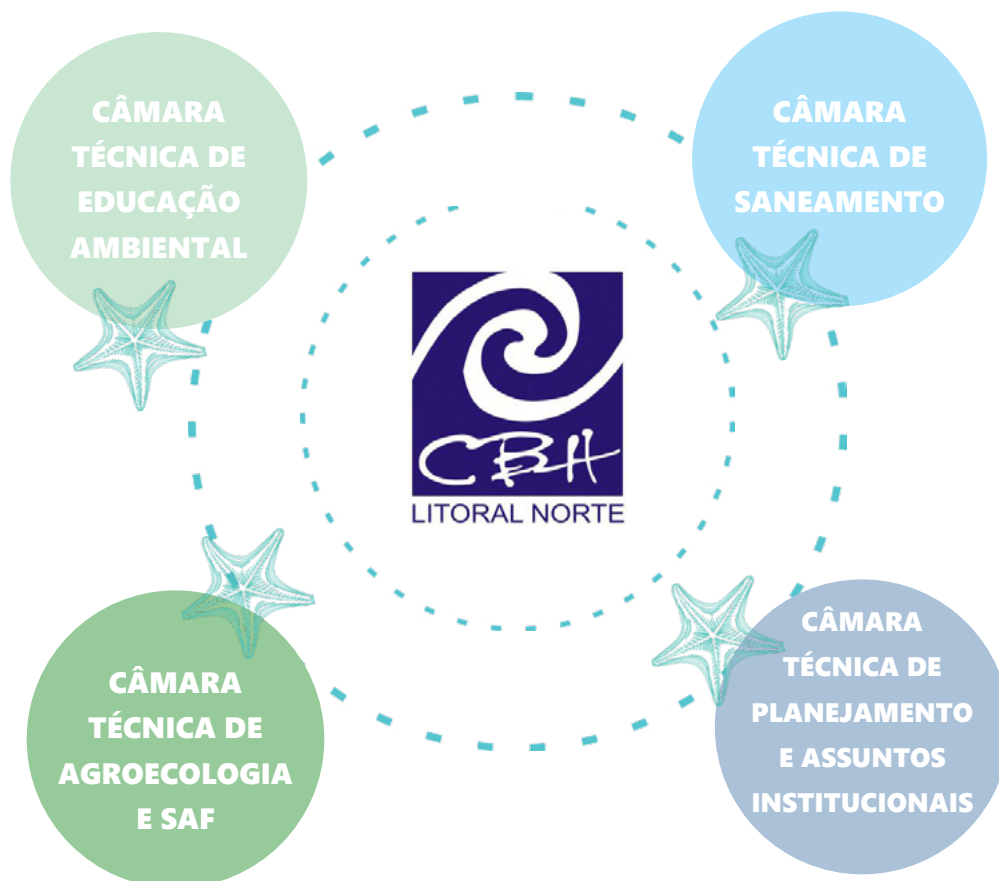 CÂMARA
TÉCNICA DE
EDUCAÇÃO
AMBIENTAL
CÂMARA
TÉCNICA DE
SANEAMENTO
CBH
LITORAL NORTE
CÂMARA
TÉCNICA DE
AGROECOLOGIA
E SAF
CÂMARA
TÉCNICA DE
PLANEJAMENTO
E ASSUNTOS
INSTITUCIONAIS